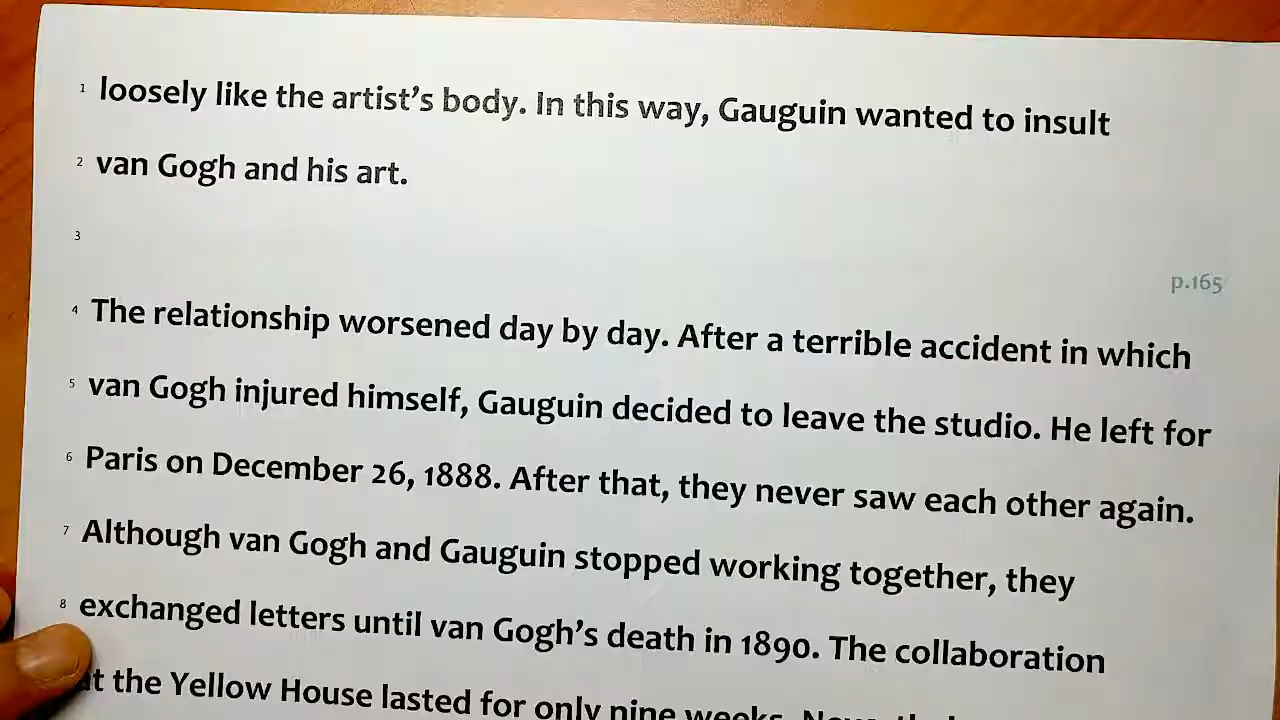 1 loosely like the artist's body. In this way, Gauguin wanted to insult
2 van Gogh and his art.
3
p.165
4 The relationship worsened day by day. After a terrible accident in which
5 van Gogh injured himself, Gauguin decided to leave the studio. He left for
6 Paris on December 26, 1888. After that, they never saw each other again.
7 Although van Gogh and Gauguin stopped working together, they
8 exchanged letters until van Gogh's death in 1890. The collaboration
the Yellow House lasted for only nine weeks.